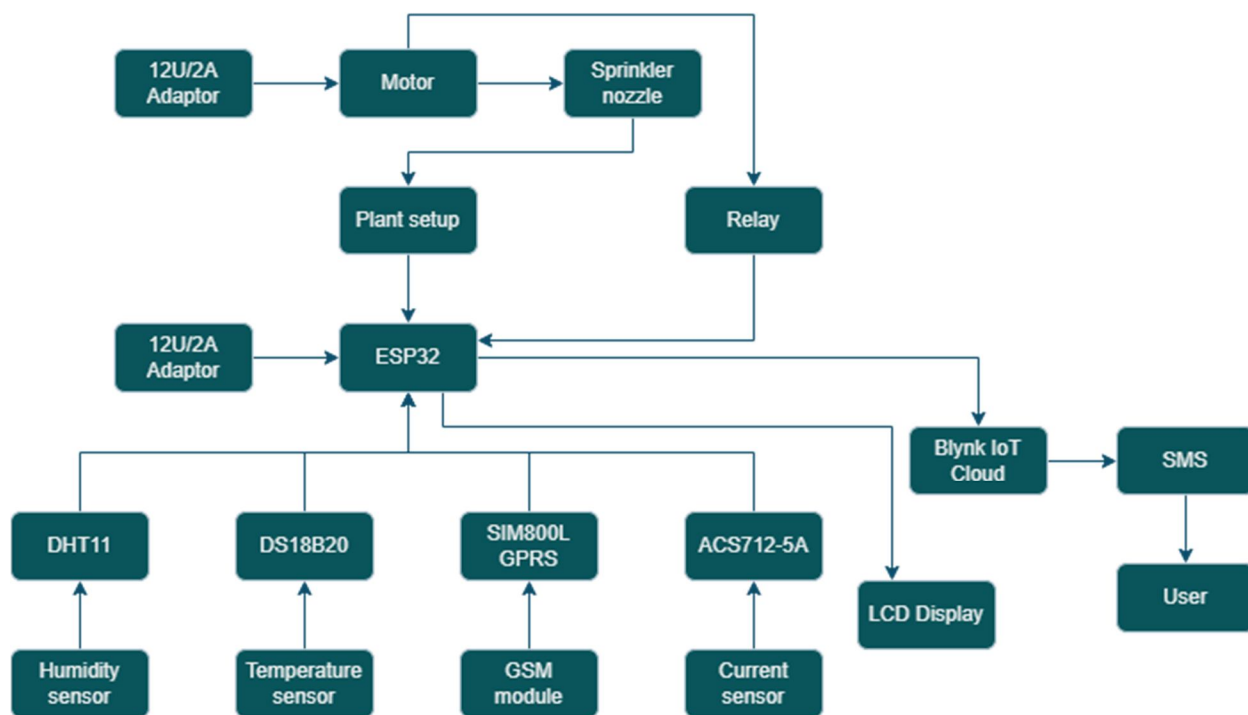 12U/2A
Adaptor
Motor
Sprinkler
nozzle
Plant setup
Relay
12U/2A
Adaptor
ESP32
Blynk IoT
Cloud
SMS
DHT11
DS18B20
SIM800L
GPRS
ACS712-5A
LCD Display
User
Humidity
sensor
Temperature
sensor
GSM
module
Current
sensor